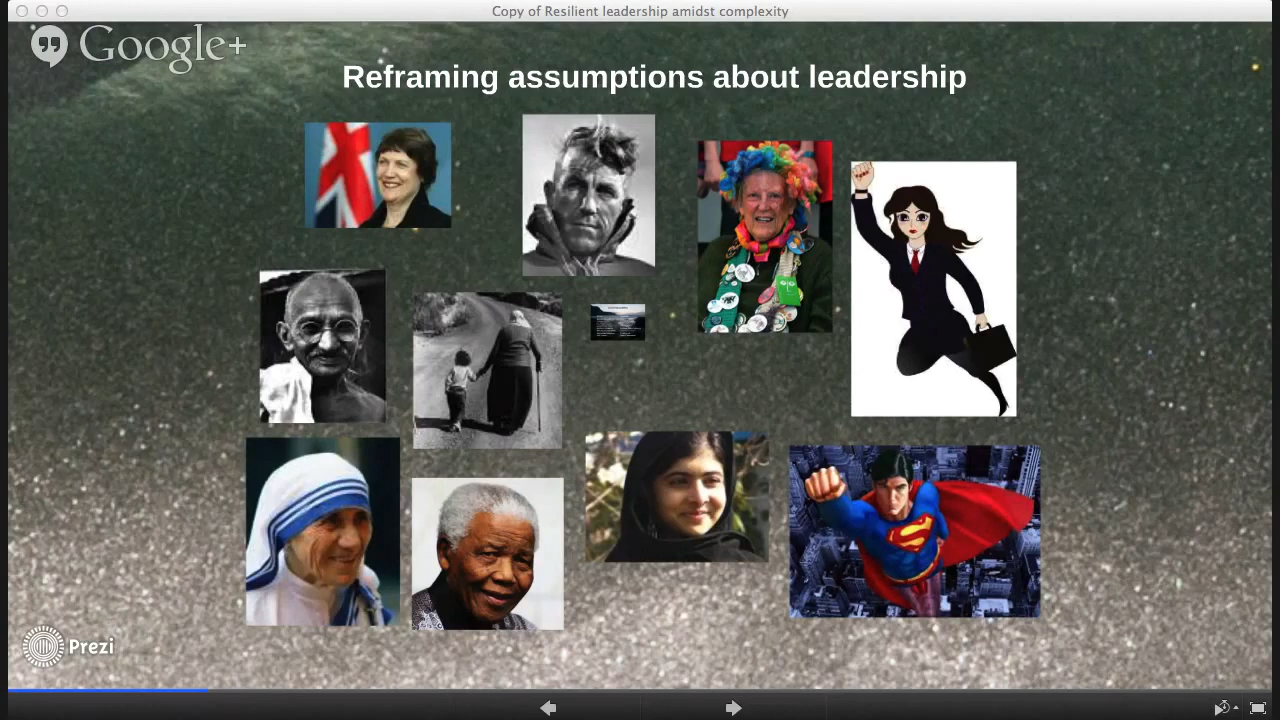 Copy of Resilient leadership amidst complexity
Google+
Reframing assumptions about leadership
Prezi